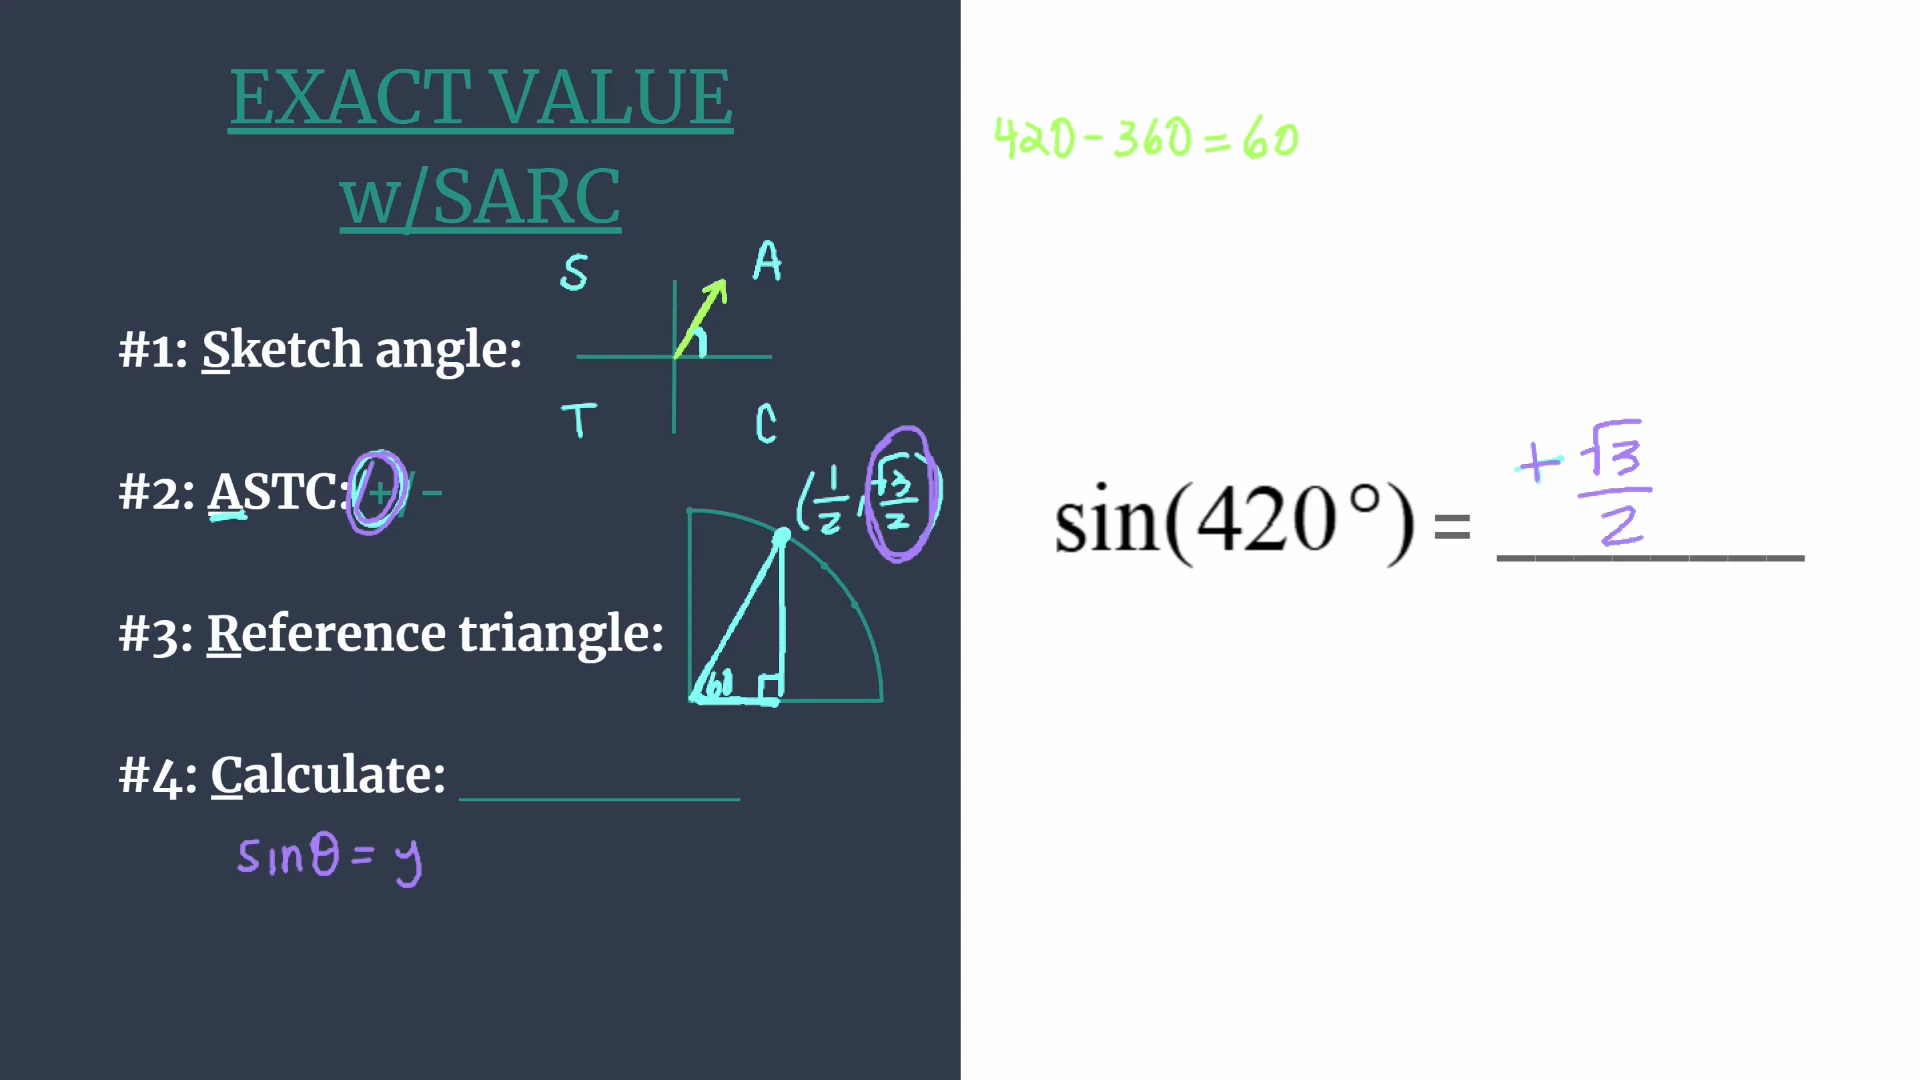 EXACT VALUE
w/SARC
S A
#1: Sketch angle:
T C
#2: ASTC: +/-
(1/2, √3/2)
#3: Reference triangle:
60
#4: Calculate: __________
sinθ = y
420 - 360 = 60
sin(420°) = + √3/2